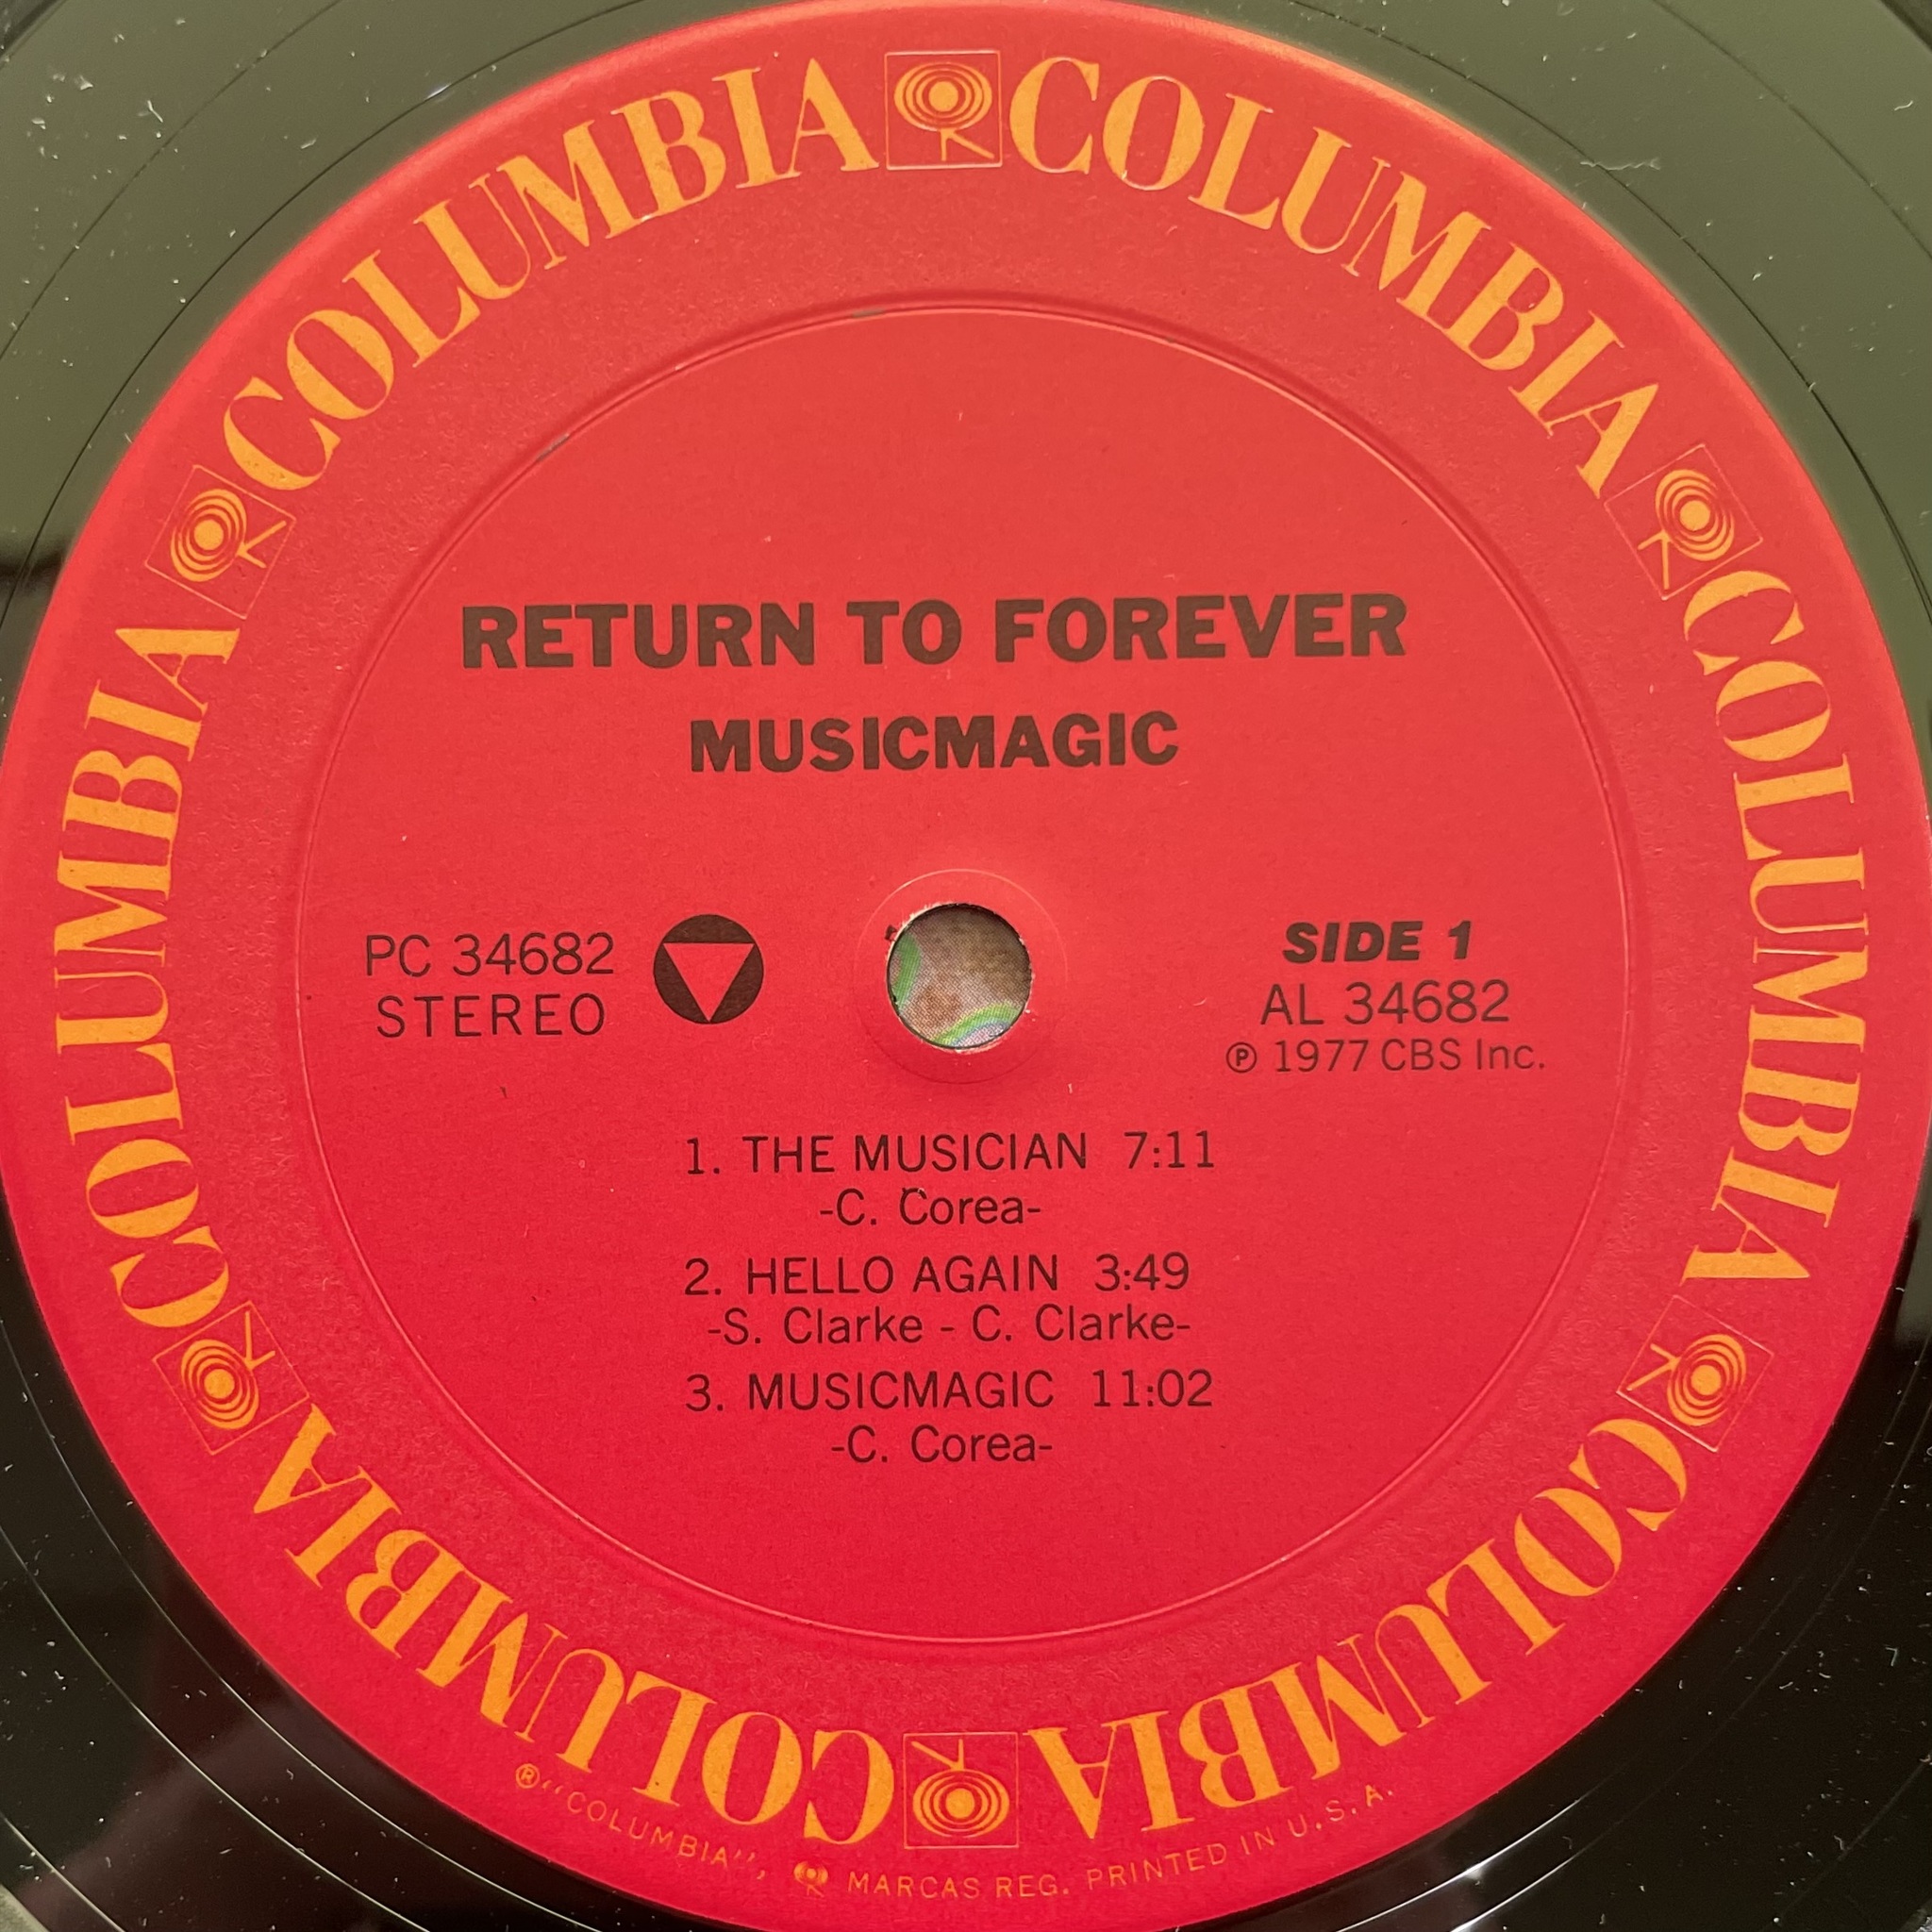 COLUMBIA COLUMBIA COLUMBIA COLUMBIA COLUMBIA COLUMBIA
RETURN TO FOREVER
MUSICMAGIC
PC 34682
STEREO
SIDE 1
AL 34682
℗ 1977 CBS Inc.
1. THE MUSICIAN 7:11
-C. Corea-
2. HELLO AGAIN 3:49
-S. Clarke - C. Clarke-
3. MUSICMAGIC 11:02
-C. Corea-
® "COLUMBIA", MARCAS REG. PRINTED IN U.S.A.